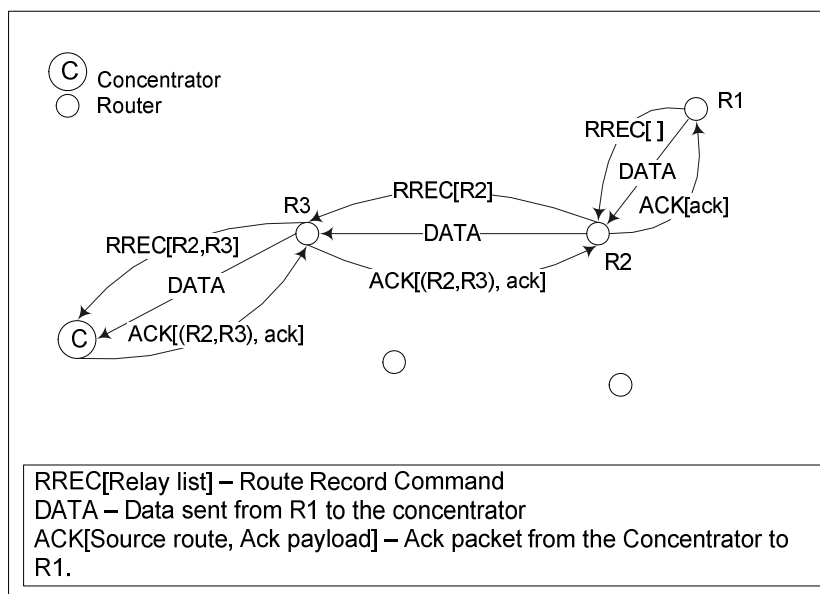 C Concentrator
Router
R1
RREC[ ]
DATA
ACK[ack]
RREC[R2]
R3
DATA
R2
RREC[R2,R3]
DATA
ACK[(R2,R3), ack]
C
ACK[(R2,R3), ack]
RREC[Relay list] – Route Record Command
DATA – Data sent from R1 to the concentrator
ACK[Source route, Ack payload] – Ack packet from the Concentrator to
R1.